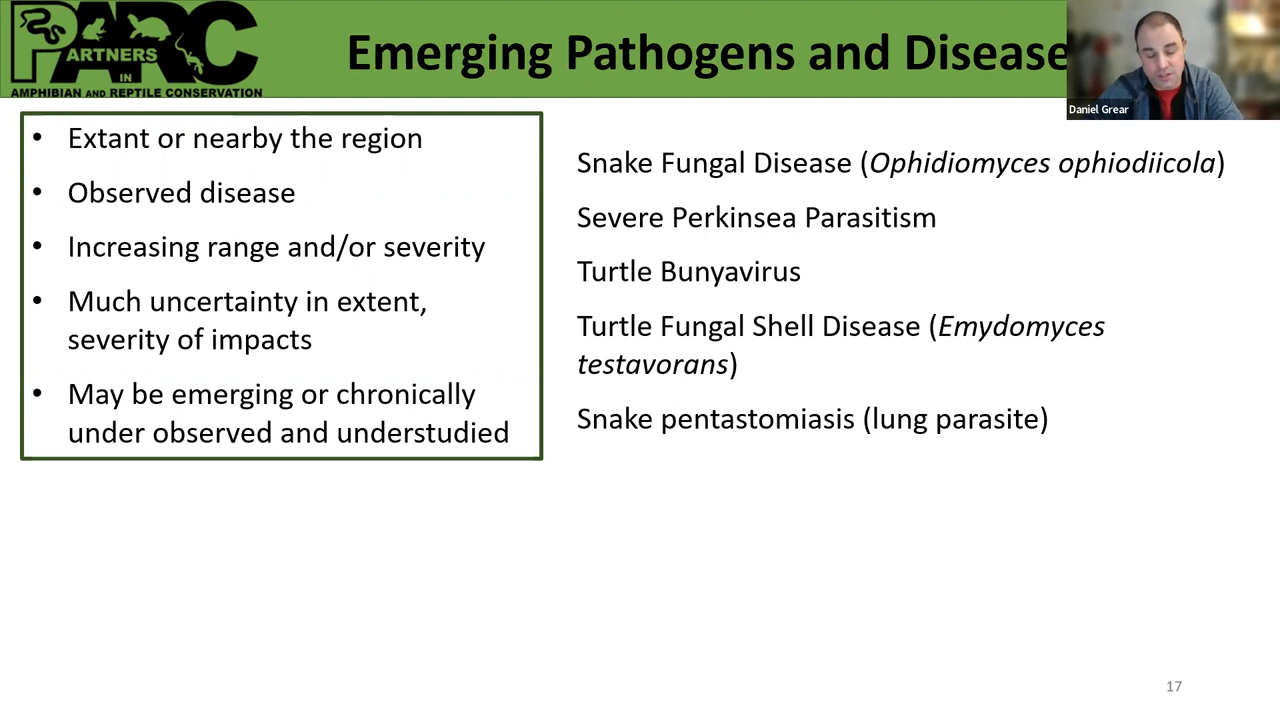 PARC
PARTNERS
IN
AMPHIBIAN AND REPTILE CONSERVATION
Emerging Pathogens and Disease
Daniel Grear
• Extant or nearby the region
• Observed disease
• Increasing range and/or severity
• Much uncertainty in extent,
severity of impacts
• May be emerging or chronically
under observed and understudied
Snake Fungal Disease (Ophidiomyces ophiodiicola)
Severe Perkinsea Parasitism
Turtle Bunyavirus
Turtle Fungal Shell Disease (Emydomyces
testavorans)
Snake pentastomiasis (lung parasite)
17